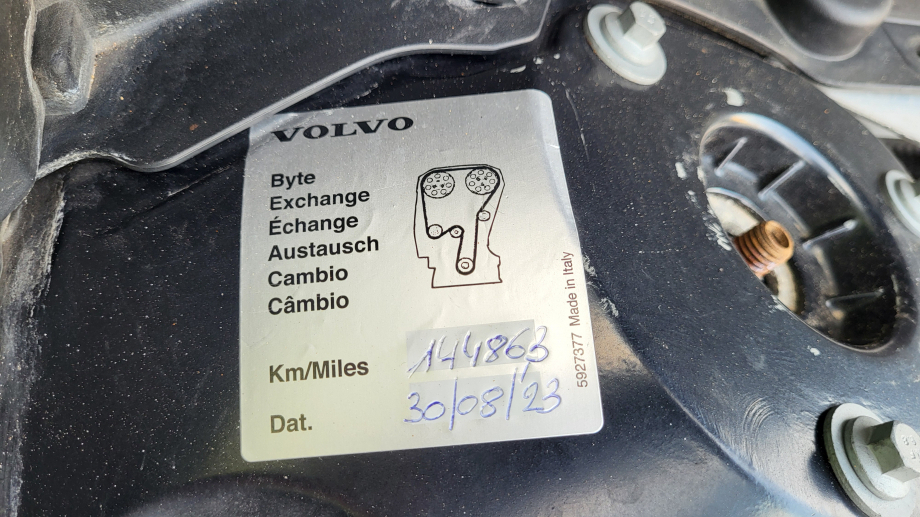 VOLVO
Byte
Exchange
Échange
Austausch
Cambio
Câmbio
Km/Miles 144863
Dat. 30/08/23
5927377 Made in Italy